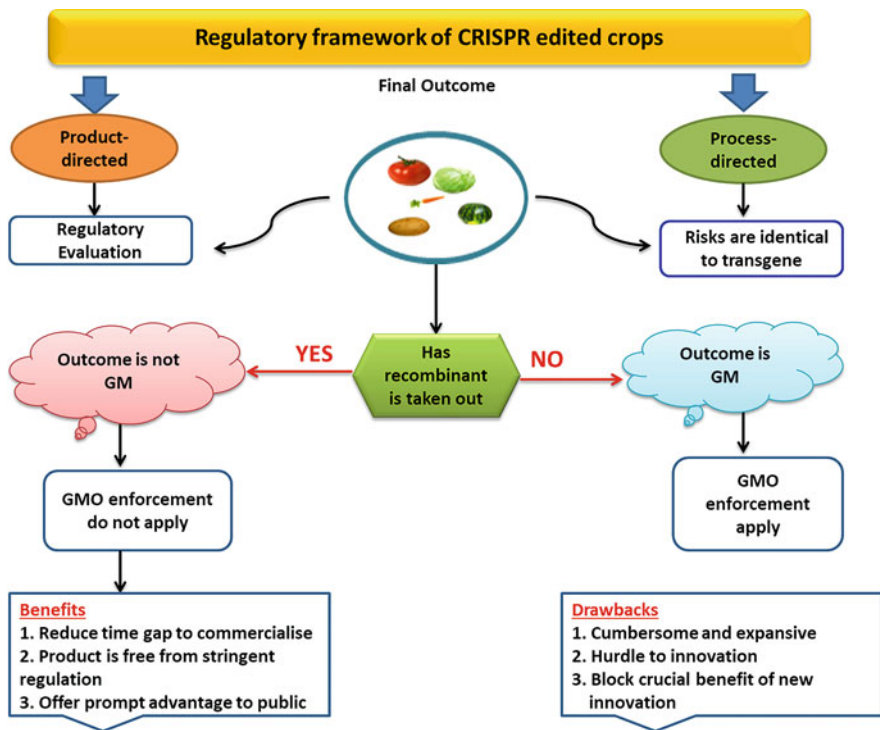 Regulatory framework of CRISPR edited crops
Final Outcome
Product-
directed
Process-
directed
Regulatory
Evaluation
Risks are identical
to transgene
Outcome is not
GM
YES
Has
recombinant
is taken out
NO
Outcome is
GM
GMO enforcement
do not apply
GMO
enforcement
apply
Benefits
1. Reduce time gap to commercialise
2. Product is free from stringent
regulation
3. Offer prompt advantage to public
Drawbacks
1. Cumbersome and expansive
2. Hurdle to innovation
3. Block crucial benefit of new
innovation